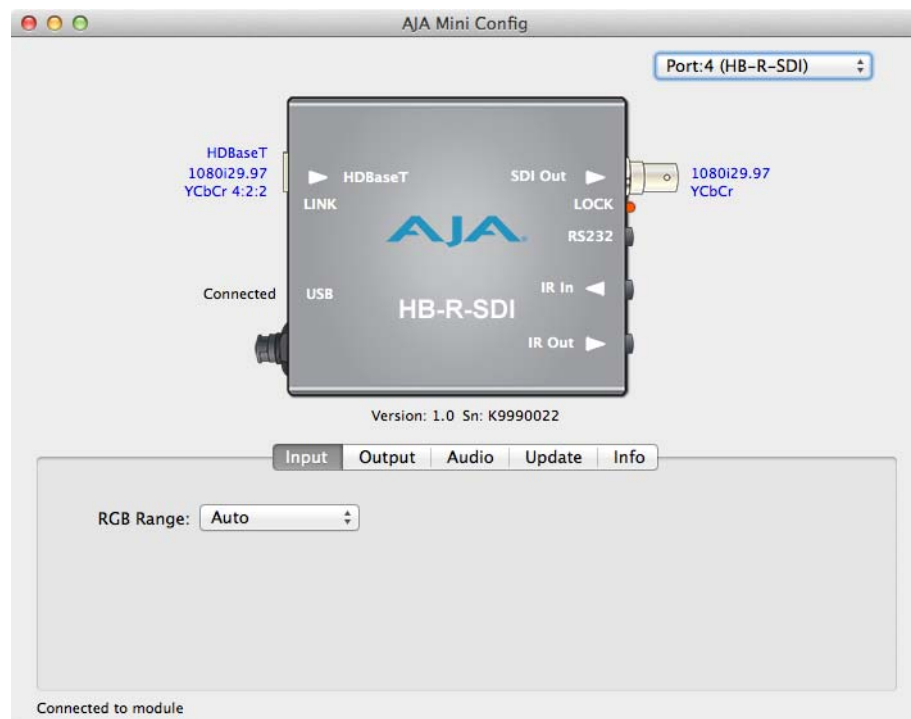 AJA Mini Config
Port:4 (HB-R-SDI)
HDBaseT
1080i29.97
YCbCr 4:2:2
HDBaseT
LINK
SDI Out
LOCK
1080i29.97
YCbCr
AJA
RS232
Connected
USB
IR In
HB-R-SDI
IR Out
Version: 1.0 Sn: K9990022
Input Output Audio Update Info
RGB Range: Auto
Connected to module